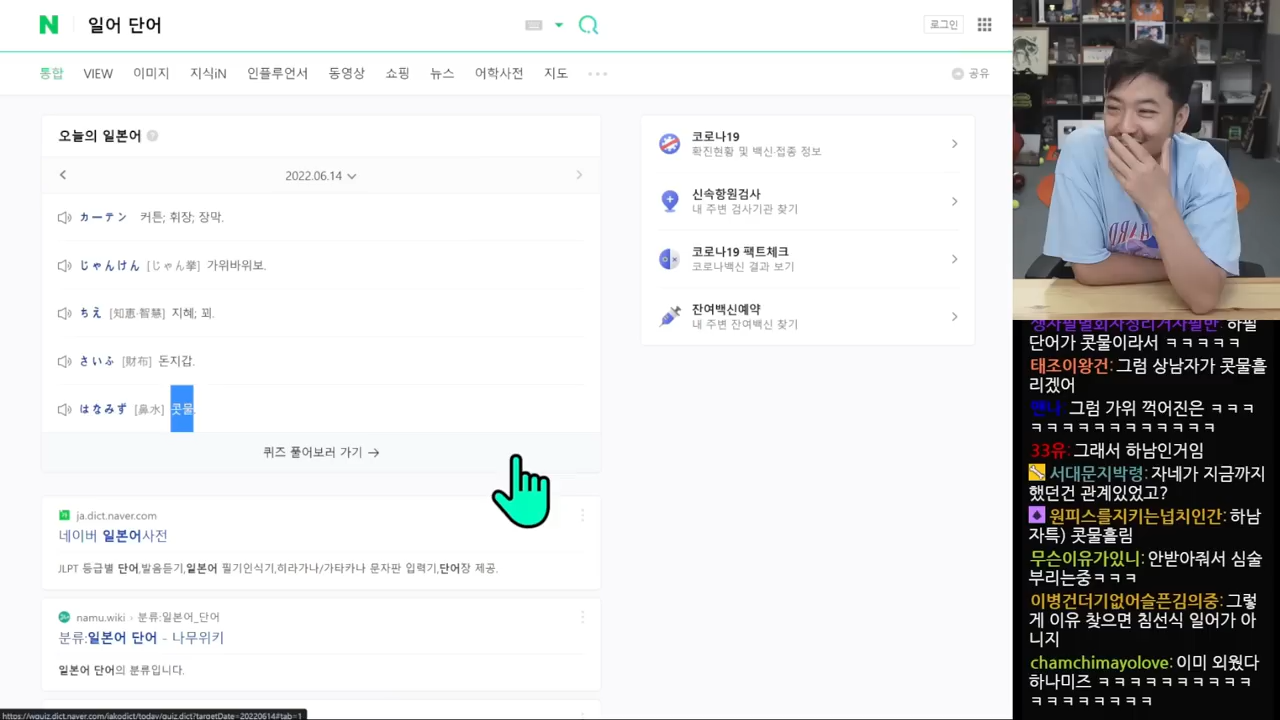 N 일어 단어
로그인
통합 VIEW 이미지 지식iN 인플루언서 동영상 쇼핑 뉴스 어학사전 지도
공유
오늘의 일본어
2022.06.14
カーテン 커튼; 휘장; 장막.
じゃんけん [じゃん拳] 가위바위보.
ちえ [知恵·智慧] 지혜; 꾀.
さいふ [財布] 돈지갑.
はなみず [鼻水] 콧물.
퀴즈 풀어보러 가기 →
ja.dict.naver.com
네이버 일본어사전
JLPT 등급별 단어,발음듣기,일본어 필기인식기,히라가나/가타카나 문자판 입력기,단어장 제공.
namu.wiki › 분류:일본어_단어
분류:일본어 단어 - 나무위키
일본어 단어의 분류입니다.
https://wquiz.dict.naver.com/jakodict/today/quiz.dict?targetDate=20220614#tab=1
코로나19
확진현황 및 백신·접종 정보
신속항원검사
내 주변 검사기관 찾기
코로나19 팩트체크
코로나백신 결과 보기
잔여백신예약
내 주변 잔여백신 찾기
하필
단어가 콧물이라서 ㅋㅋㅋㅋㅋ
태조이왕건: 그럼 상남자가 콧물흘
리겠어
그럼 가위 꺽어진은 ㅋㅋㅋ
ㅋㅋㅋㅋㅋㅋㅋㅋㅋㅋㅋㅋ
33유: 그래서 하남인거임
서대문지박령: 자네가 지금까지
했던건 관계있었고?
원피스를지키는넙치인간: 하남
자특) 콧물흘림
무슨이유가있니: 안받아줘서 심술
부리는중ㅋㅋㅋ
이병건더기없어슬픈김의중: 그렇
게 이유 찾으면 침선식 일어가 아
니지
chamchimayolove: 이미 외웠다
하나미즈 ㅋㅋㅋㅋㅋㅋㅋㅋㅋㅋ
ㅋㅋㅋㅋㅋㅋㅋㅋ